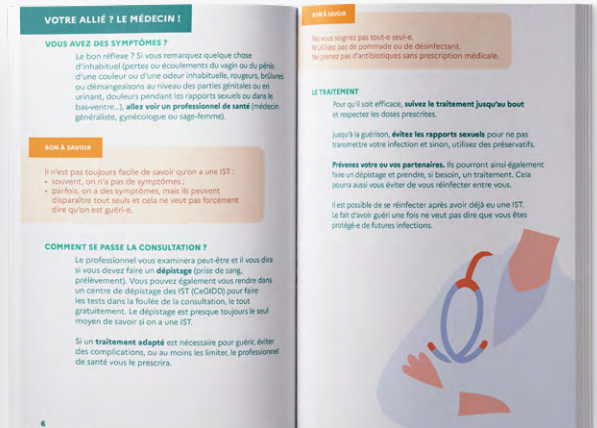 VOTRE ALLIÉ ? LE MÉDECIN !
VOUS AVEZ DES SYMPTÔMES ?
Le bon réflexe ? Si vous remarquez quelque chose
d'inhabituel (pertes ou écoulements du vagin ou du pénis
d'une couleur ou d'une odeur inhabituelle, rougeurs, brûlures
ou démangeaisons au niveau des parties génitales ou en
urinant, douleurs pendant les rapports sexuels ou dans le
bas-ventre...), allez voir un professionnel de santé (médecin
généraliste, gynécologue ou sage-femme).
BON À SAVOIR
Il n'est pas toujours facile de savoir qu'on a une IST :
• souvent, on n'a pas de symptômes ;
• parfois, on a des symptômes, mais ils peuvent
disparaître tout seuls et cela ne veut pas forcément
dire qu'on est guéri·e.
COMMENT SE PASSE LA CONSULTATION ?
Le professionnel vous examinera peut-être et il vous dira
si vous devez faire un dépistage (prise de sang,
prélèvement). Vous pouvez également vous rendre dans
un centre de dépistage des IST (CeGIDD) pour faire
les tests dans la foulée de la consultation, le tout
gratuitement. Le dépistage est presque toujours le seul
moyen de savoir si on a une IST.
Si un traitement adapté est nécessaire pour guérir, éviter
des complications, ou au moins les limiter, le professionnel
de santé vous le prescrira.
6
BON À SAVOIR
Ne vous soignez pas tout·e seul·e.
N'utilisez pas de pommade ou de désinfectant.
Ne prenez pas d'antibiotiques sans prescription médicale.
LE TRAITEMENT
Pour qu'il soit efficace, suivez le traitement jusqu'au bout
et respectez les doses prescrites.
Jusqu'à la guérison, évitez les rapports sexuels pour ne pas
transmettre votre infection et sinon, utilisez des préservatifs.
Prévenez votre ou vos partenaires. Ils pourront ainsi également
faire un dépistage et prendre, si besoin, un traitement. Cela
pourra aussi vous éviter de vous réinfecter entre vous.
Il est possible de se réinfecter après avoir déjà eu une IST.
Le fait d'avoir guéri une fois ne veut pas dire que vous êtes
protégé·e de futures infections.